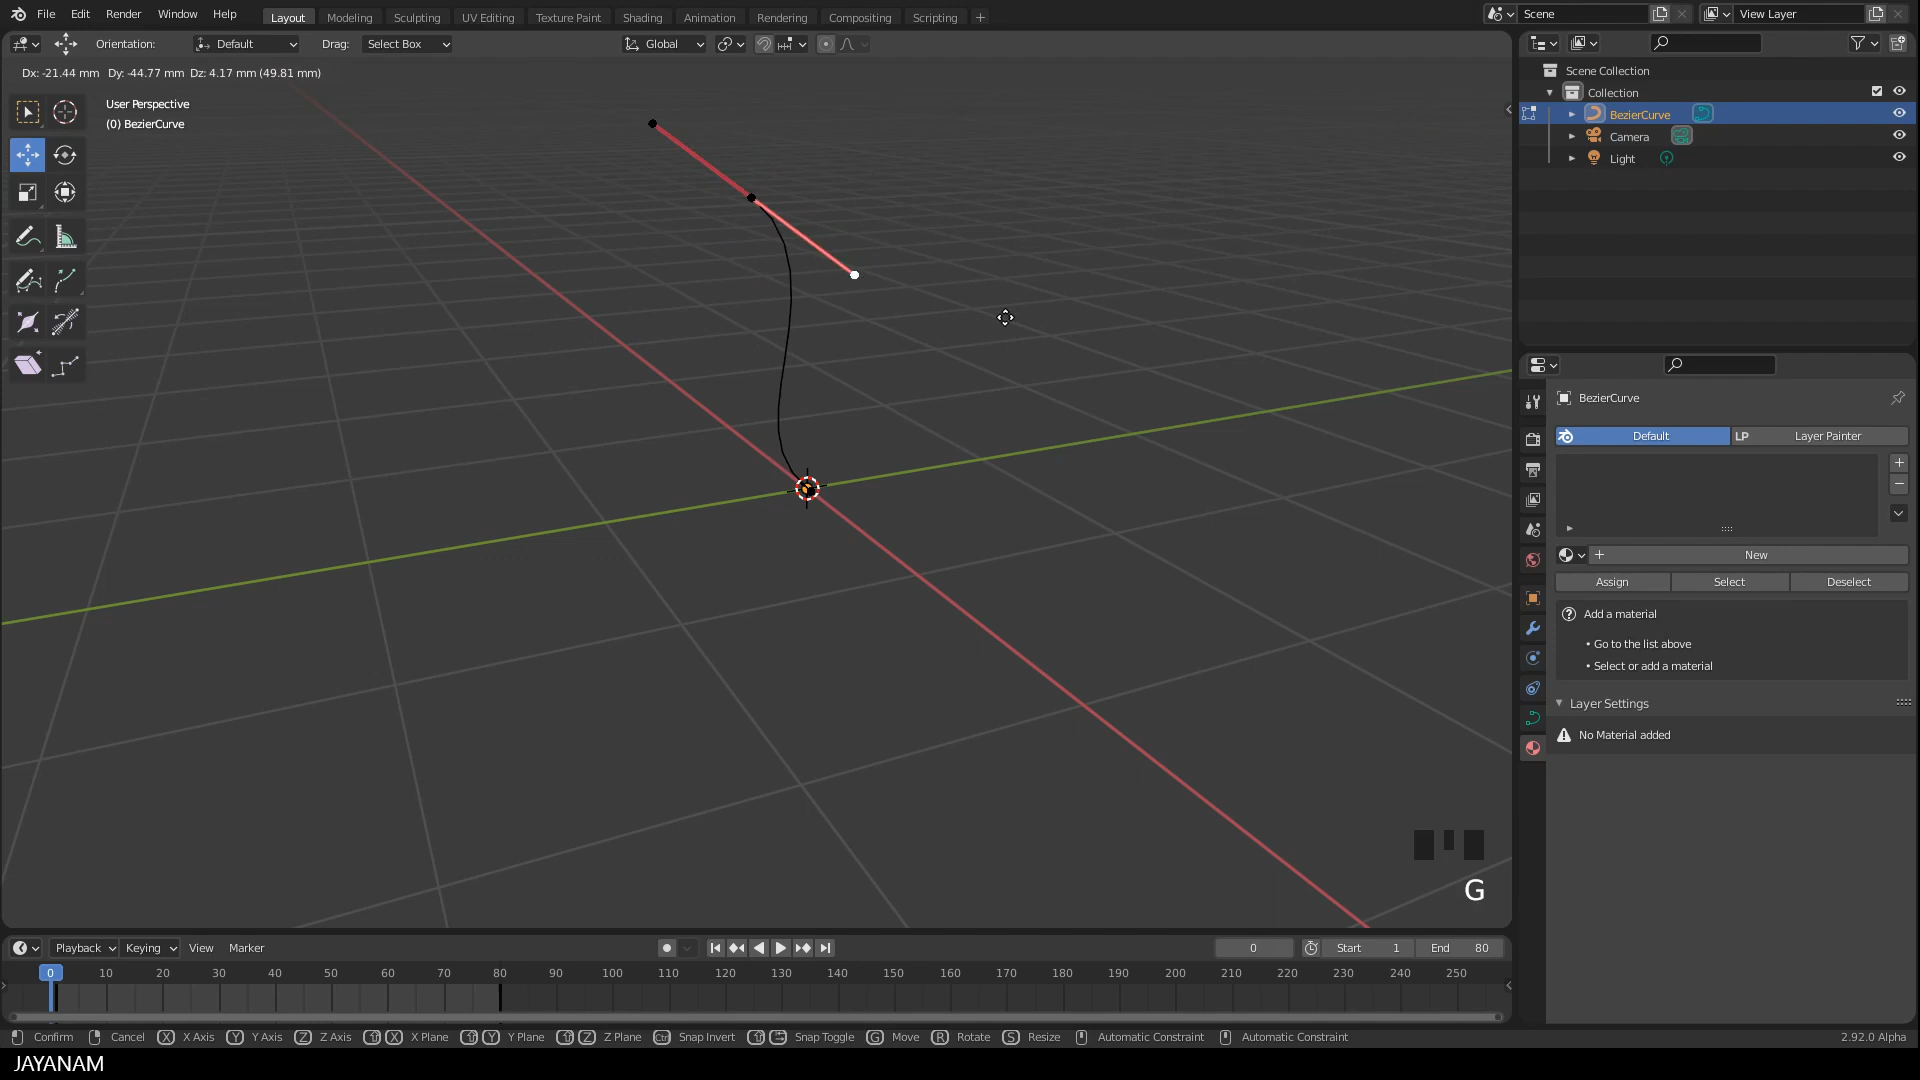 File Edit Render Window Help Layout Modeling Sculpting UV Editing Texture Paint Shading Animation Rendering Compositing Scripting + Scene View Layer
Orientation: Default Drag: Select Box Global
Dx: -21.44 mm Dy: -44.77 mm Dz: 4.17 mm (49.81 mm)
User Perspective
(0) BezierCurve
Scene Collection
Collection
BezierCurve
Camera
Light
BezierCurve
Default LP Layer Painter
New
Assign Select Deselect
Add a material
• Go to the list above
• Select or add a material
Layer Settings
No Material added
G
Playback Keying View Marker 0 Start 1 End 80
0 10 20 30 40 50 60 70 80 90 100 110 120 130 140 150 160 170 180 190 200 210 220 230 240 250
Confirm Cancel X X Axis Y Y Axis Z Z Axis X X Plane Y Y Plane Z Z Plane Ctrl Snap Invert Snap Toggle G Move R Rotate S Resize Automatic Constraint Automatic Constraint 2.92.0 Alpha
JAYANAM